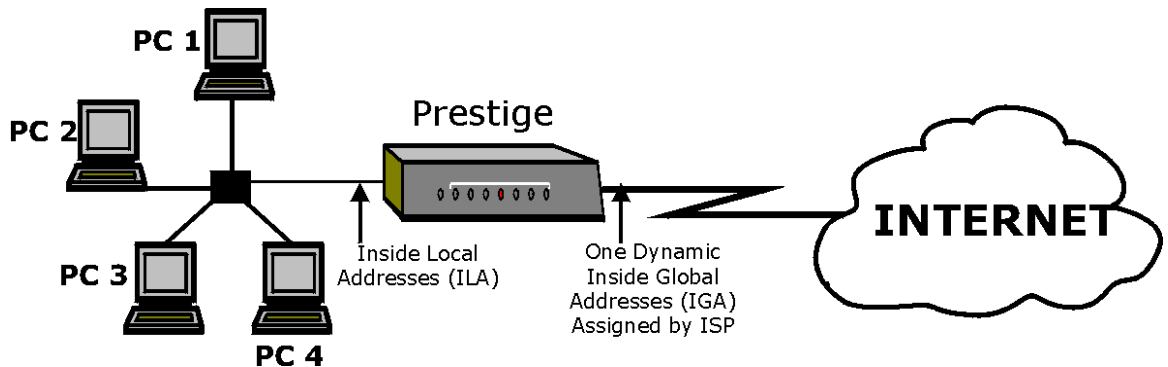 PC 1
PC 2
PC 3
PC 4
Prestige
Inside Local
Addresses (ILA)
One Dynamic
Inside Global
Addresses (IGA)
Assigned by ISP
INTERNET